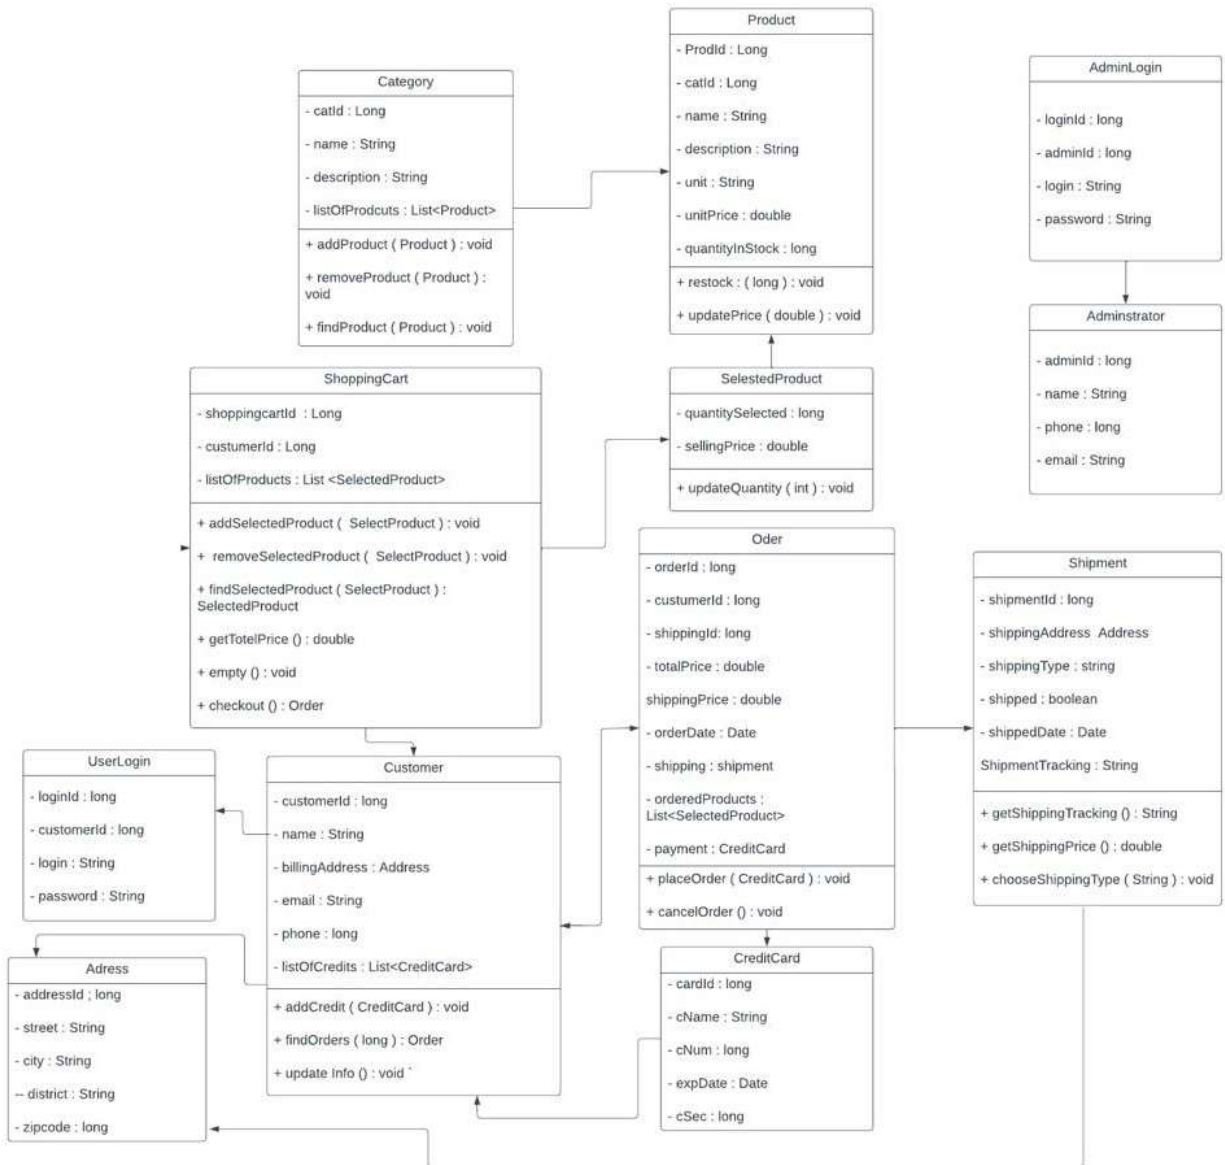 Product
- ProdId : Long
- catId : Long
- name : String
- description : String
- unit : String
- unitPrice : double
- quantityInStock : long
+ restock : ( long ) : void
+ updatePrice ( double ) : void
Category
- catId : Long
- name : String
- description : String
- listOfProdcuts : List<Product>
+ addProduct ( Product ) : void
+ removeProduct ( Product ) :
void
+ findProduct ( Product ) : void
AdminLogin
- loginId : long
- adminId : long
- login : String
- password : String
Adminstrator
- adminId : long
- name : String
- phone : long
- email : String
ShoppingCart
- shoppingcartId : Long
- custumerId : Long
- listOfProducts : List <SelectedProduct>
+ addSelectedProduct ( SelectProduct ) : void
+ removeSelectedProduct ( SelectProduct ) : void
+ findSelectedProduct ( SelectProduct ) :
SelectedProduct
+ getTotelPrice () : double
+ empty () : void
+ checkout () : Order
SelestedProduct
- quantitySelected : long
- sellingPrice : double
+ updateQuantity ( int ) : void
Oder
- orderId : long
- custumerId : long
- shippingId: long
- totalPrice : double
shippingPrice : double
- orderDate : Date
- shipping : shipment
- orderedProducts :
List<SelectedProduct>
- payment : CreditCard
+ placeOrder ( CreditCard ) : void
+ cancelOrder () : void
Shipment
- shipmentId : long
- shippingAddress Address
- shippingType : string
- shipped : boolean
- shippedDate : Date
ShipmentTracking : String
+ getShippingTracking () : String
+ getShippingPrice () : double
+ chooseShippingType ( String ) : void
UserLogin
- loginId : long
- customerId : long
- login : String
- password : String
Customer
- customerId : long
- name : String
- billingAddress : Address
- email : String
- phone : long
- listOfCredits : List<CreditCard>
+ addCredit ( CreditCard ) : void
+ findOrders ( long ) : Order
+ update Info () : void `
Adress
- addressId ; long
- street : String
- city : String
-- district : String
- zipcode : long
CreditCard
- cardId : long
- cName : String
- cNum : long
- expDate : Date
- cSec : long